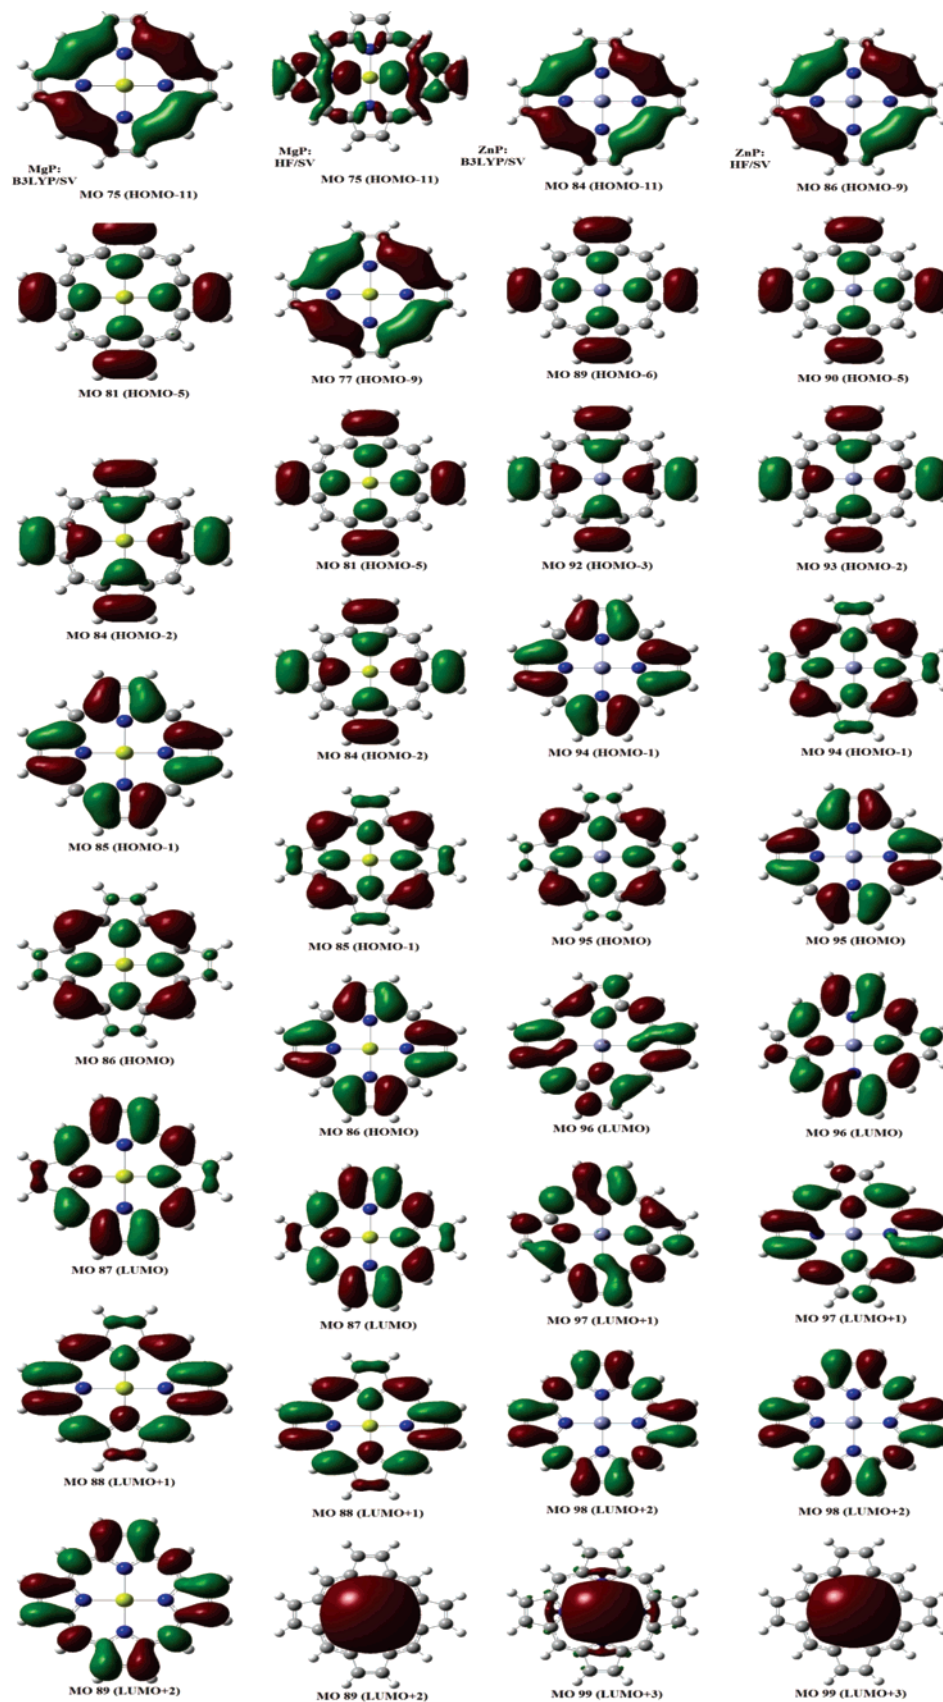 MgP:
B3LYP/SV
MO 75 (HOMO-11)
MgP:
HF/SV
MO 75 (HOMO-11)
ZnP:
B3LYP/SV
MO 84 (HOMO-11)
ZnP:
HF/SV
MO 86 (HOMO-9)
MO 81 (HOMO-5)
MO 77 (HOMO-9)
MO 89 (HOMO-6)
MO 90 (HOMO-5)
MO 84 (HOMO-2)
MO 81 (HOMO-5)
MO 92 (HOMO-3)
MO 93 (HOMO-2)
MO 85 (HOMO-1)
MO 84 (HOMO-2)
MO 94 (HOMO-1)
MO 94 (HOMO-1)
MO 86 (HOMO)
MO 85 (HOMO-1)
MO 95 (HOMO)
MO 95 (HOMO)
MO 87 (LUMO)
MO 86 (HOMO)
MO 96 (LUMO)
MO 96 (LUMO)
MO 88 (LUMO+1)
MO 87 (LUMO)
MO 97 (LUMO+1)
MO 97 (LUMO+1)
MO 88 (LUMO+1)
MO 98 (LUMO+2)
MO 98 (LUMO+2)
MO 89 (LUMO+2)
MO 89 (LUMO+2)
MO 99 (LUMO+3)
MO 99 (LUMO+3)